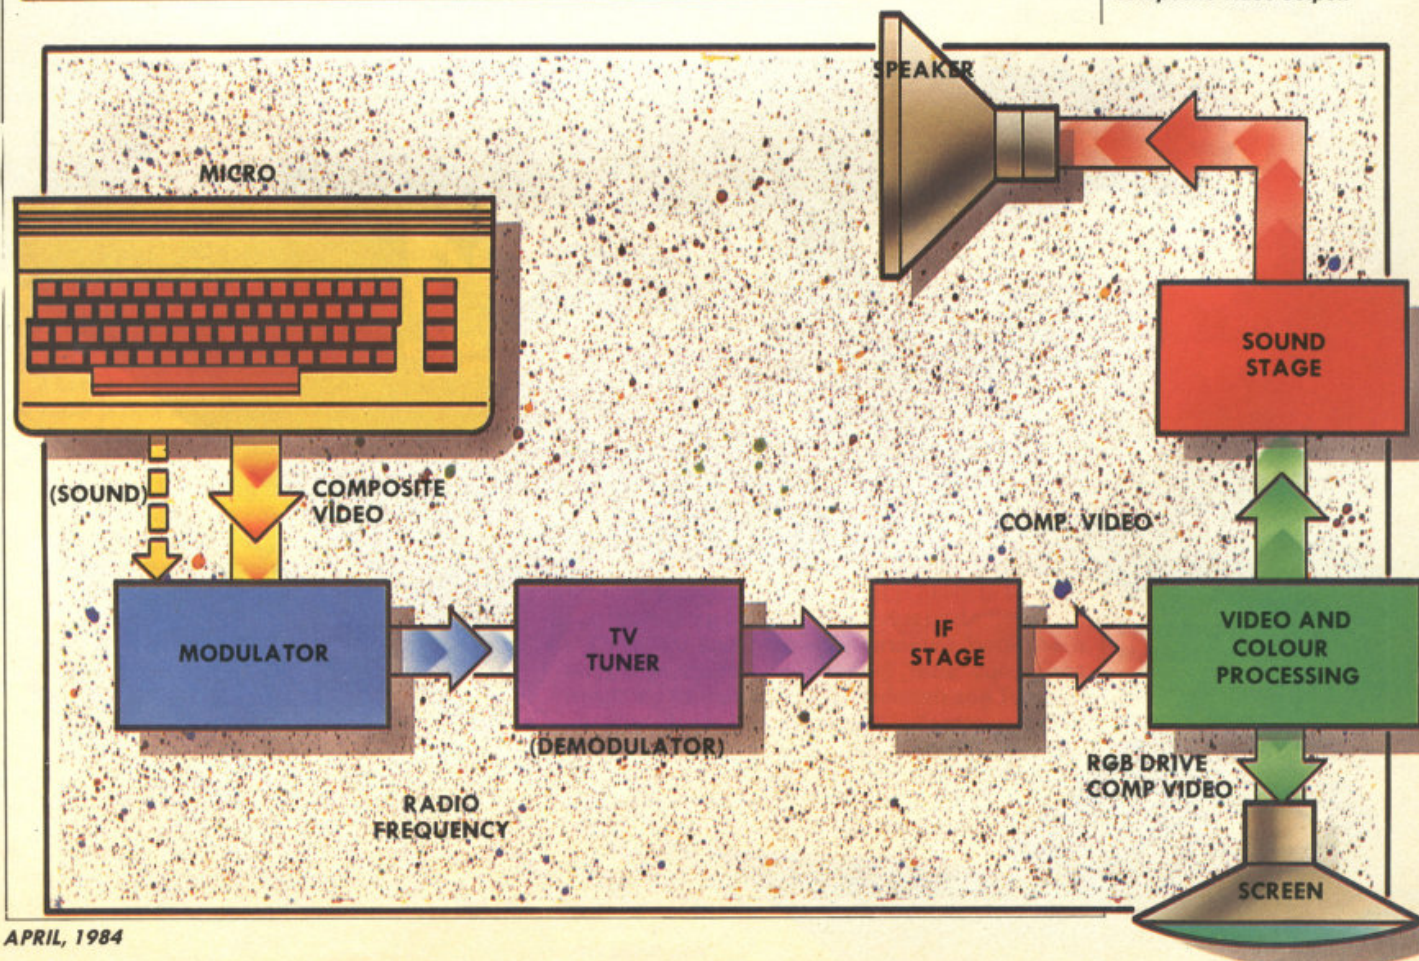 SPEAKER
MICRO
SOUND
STAGE
(SOUND)
COMPOSITE
VIDEO
COMP. VIDEO
MODULATOR
TV
TUNER
IF
STAGE
VIDEO AND
COLOUR
PROCESSING
(DEMODULATOR)
RGB DRIVE
COMP VIDEO
RADIO
FREQUENCY
SCREEN
APRIL, 1984